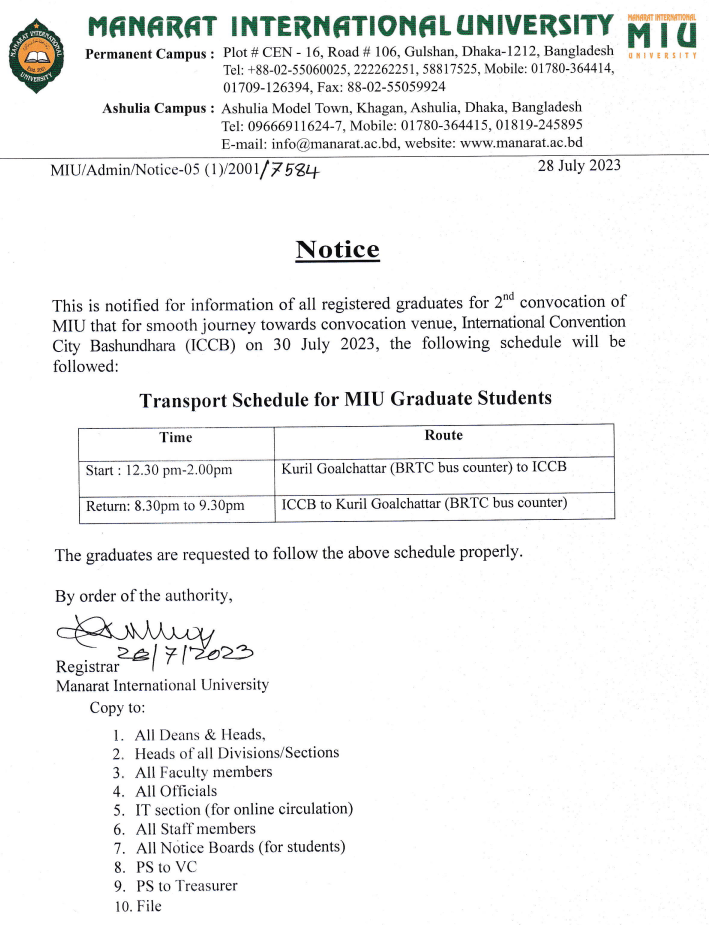 MANARAT INTERNATIONAL UNIVERSITY
MANARAT INTERNATIONAL
UNIVERSITY
MANARAT INTERNATIONAL
MIU
UNIVERSITY
Permanent Campus : Plot # CEN - 16, Road # 106, Gulshan, Dhaka-1212, Bangladesh
Tel: +88-02-55060025, 222262251, 58817525, Mobile: 01780-364414,
01709-126394, Fax: 88-02-55059924
Ashulia Campus : Ashulia Model Town, Khagan, Ashulia, Dhaka, Bangladesh
Tel: 09666911624-7, Mobile: 01780-364415, 01819-245895
E-mail: info@manarat.ac.bd, website: www.manarat.ac.bd
MIU/Admin/Notice-05 (1)/2001/7584 28 July 2023
Notice
This is notified for information of all registered graduates for 2nd convocation of
MIU that for smooth journey towards convocation venue, International Convention
City Bashundhara (ICCB) on 30 July 2023, the following schedule will be
followed:
Transport Schedule for MIU Graduate Students
Time Route
Start : 12.30 pm-2.00pm Kuril Goalchattar (BRTC bus counter) to ICCB
Return: 8.30pm to 9.30pm ICCB to Kuril Goalchattar (BRTC bus counter)
The graduates are requested to follow the above schedule properly.
By order of the authority,
28/7/2023
Registrar
Manarat International University
Copy to:
1. All Deans & Heads,
2. Heads of all Divisions/Sections
3. All Faculty members
4. All Officials
5. IT section (for online circulation)
6. All Staff members
7. All Notice Boards (for students)
8. PS to VC
9. PS to Treasurer
10. File